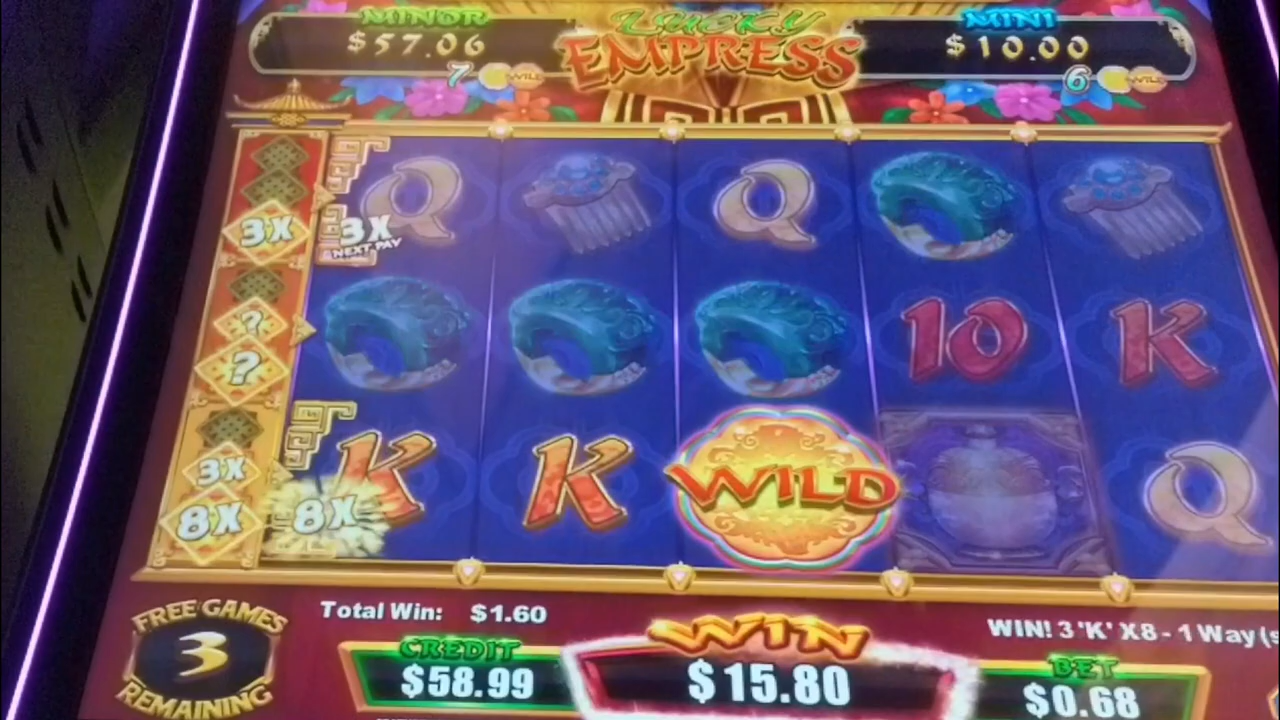 MINOR
LUCKY
MINI
$57.06
EMPRESS
$10.00
7 WILD
6 WILD
Q
Q
3X
3X
NEXT PAY
?
10
K
?
K
K
WILD
Q
3X
8X
8X
FREE GAMES
3
REMAINING
Total Win: $1.60
WIN
WIN! 3 'K' X8 - 1 Way(s
CREDIT
$58.99
$15.80
BET
$0.68